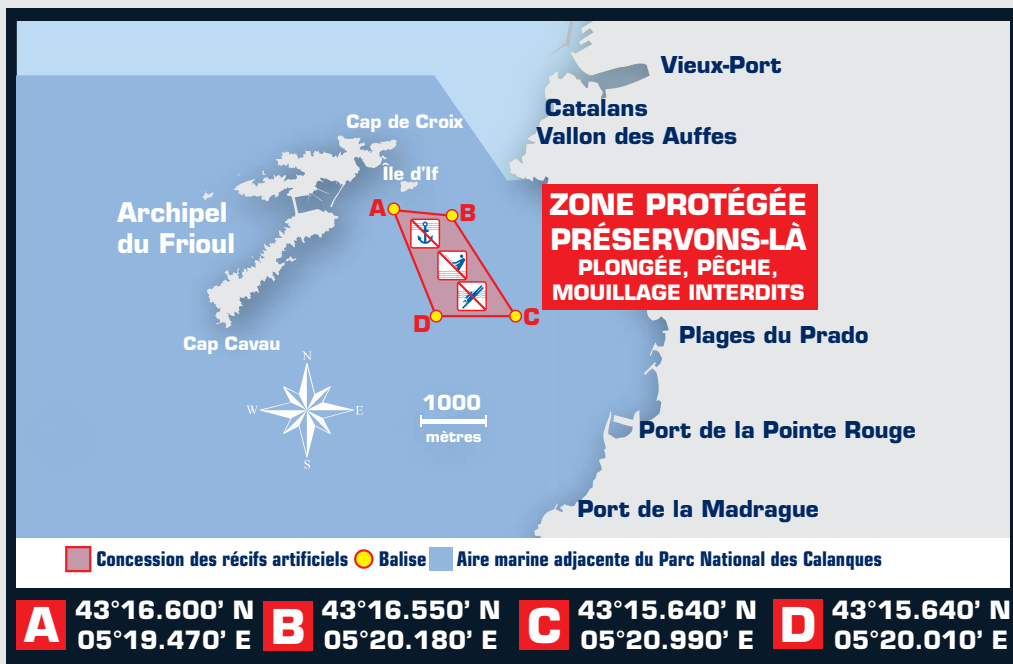 Vieux-Port
Catalans
Vallon des Auffes
Cap de Croix
Île d'If
Archipel
du Frioul
A
B
ZONE PROTÉGÉE
PRÉSERVONS-LÀ
PLONGÉE, PÊCHE,
MOUILLAGE INTERDITS
D
C
Cap Cavau
Plages du Prado
N
W
E
S
1000
mètres
Port de la Pointe Rouge
Port de la Madrague
Concession des récifs artificiels
Balise
Aire marine adjacente du Parc National des Calanques
A
43°16.600' N
05°19.470' E
B
43°16.550' N
05°20.180' E
C
43°15.640' N
05°20.990' E
D
43°15.640' N
05°20.010' E